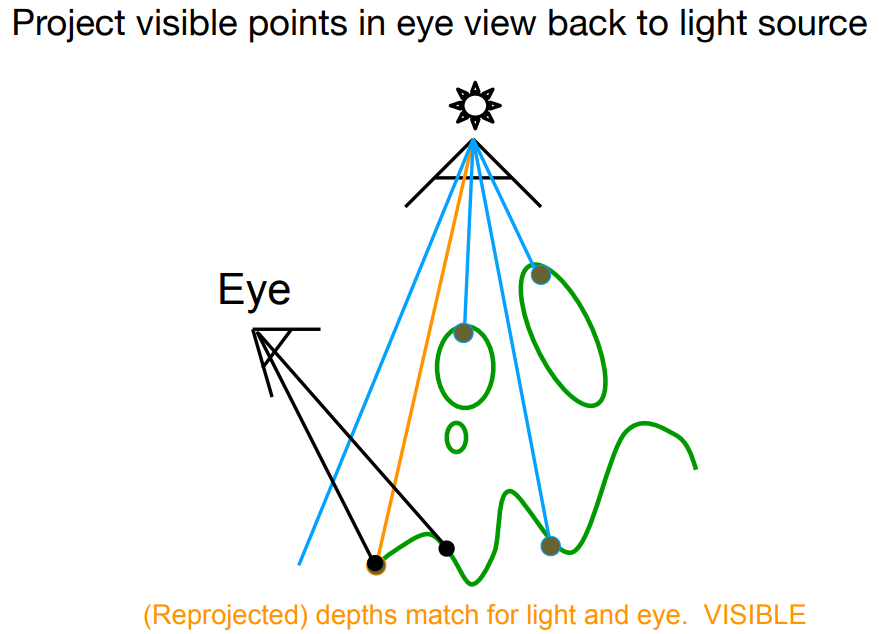 Project visible points in eye view back to light source
Eye
(Reprojected) depths match for light and eye.  VISIBLE